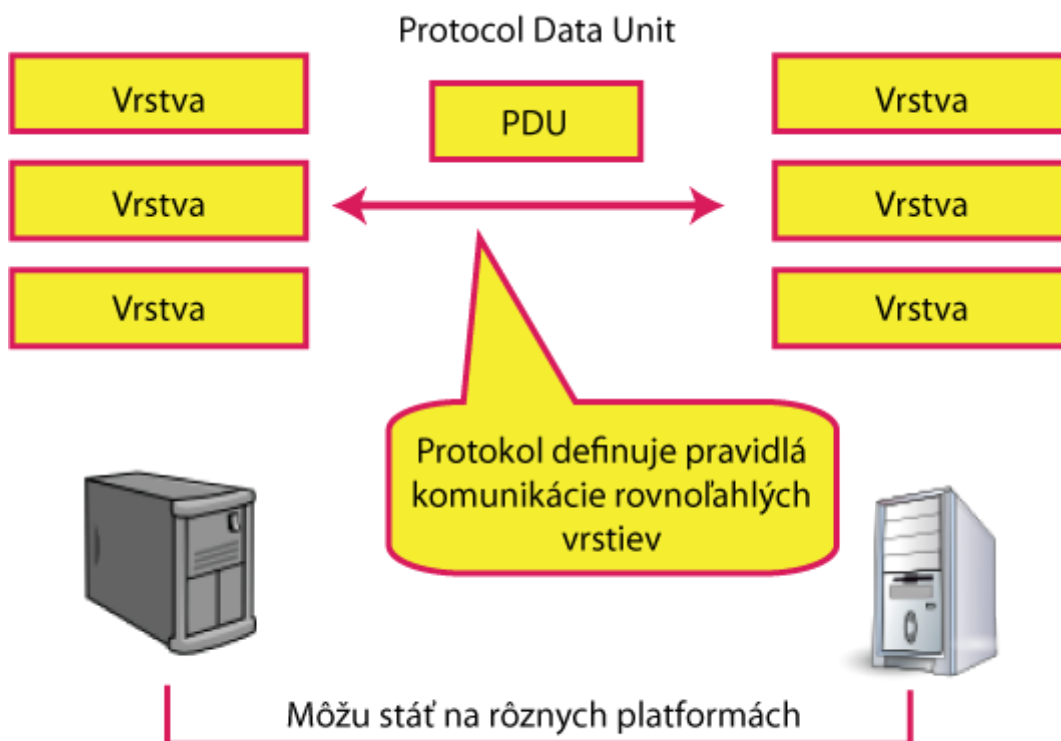 Protocol Data Unit
Vrstva
PDU
Vrstva
Vrstva
Vrstva
Vrstva
Vrstva
Protokol definuje pravidlá
komunikácie rovnoľahlých
vrstiev
Môžu stáť na rôznych platformách